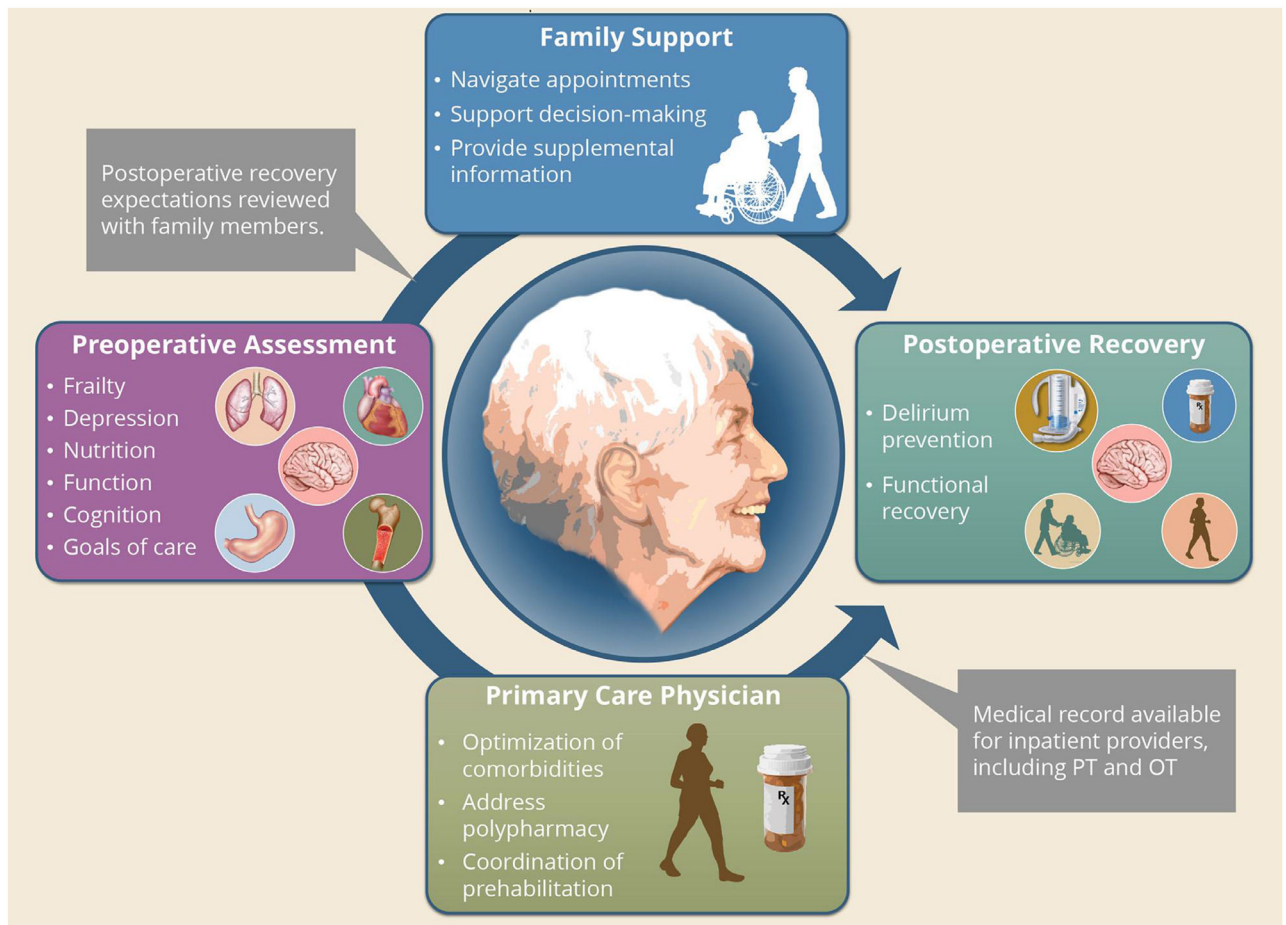 Family Support
• Navigate appointments
• Support decision-making
• Provide supplemental
information
Postoperative recovery
expectations reviewed
with family members.
Preoperative Assessment
• Frailty
• Depression
• Nutrition
• Function
• Cognition
• Goals of care
Postoperative Recovery
• Delirium
prevention
• Functional
recovery
Rx
Primary Care Physician
• Optimization of
comorbidities
• Address
polypharmacy
• Coordination of
prehabilitation
Rx
Medical record available
for inpatient providers,
including PT and OT